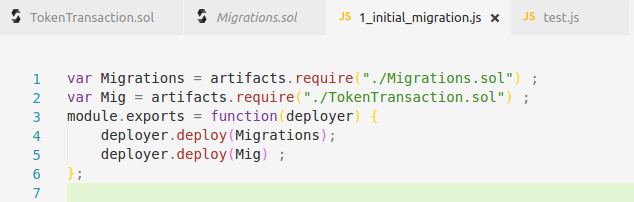 TokenTransaction.sol Migrations.sol JS 1_initial_migration.js × JS test.js
1 var Migrations = artifacts.require("./Migrations.sol") ;
2 var Mig = artifacts.require("./TokenTransaction.sol") ;
3 module.exports = function(deployer) {
4     deployer.deploy(Migrations);
5     deployer.deploy(Mig) ;
6 };
7